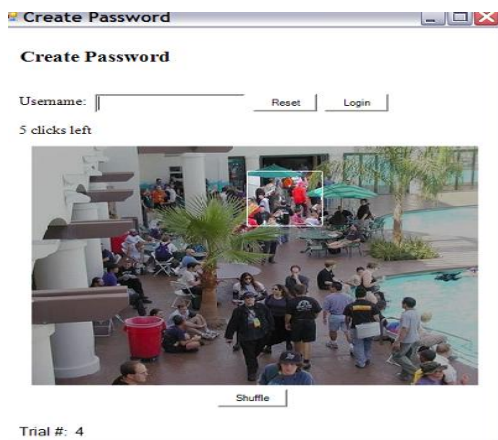 Create Password
Create Password
Username: Reset Login
5 clicks left
Shuffle
Trial #: 4